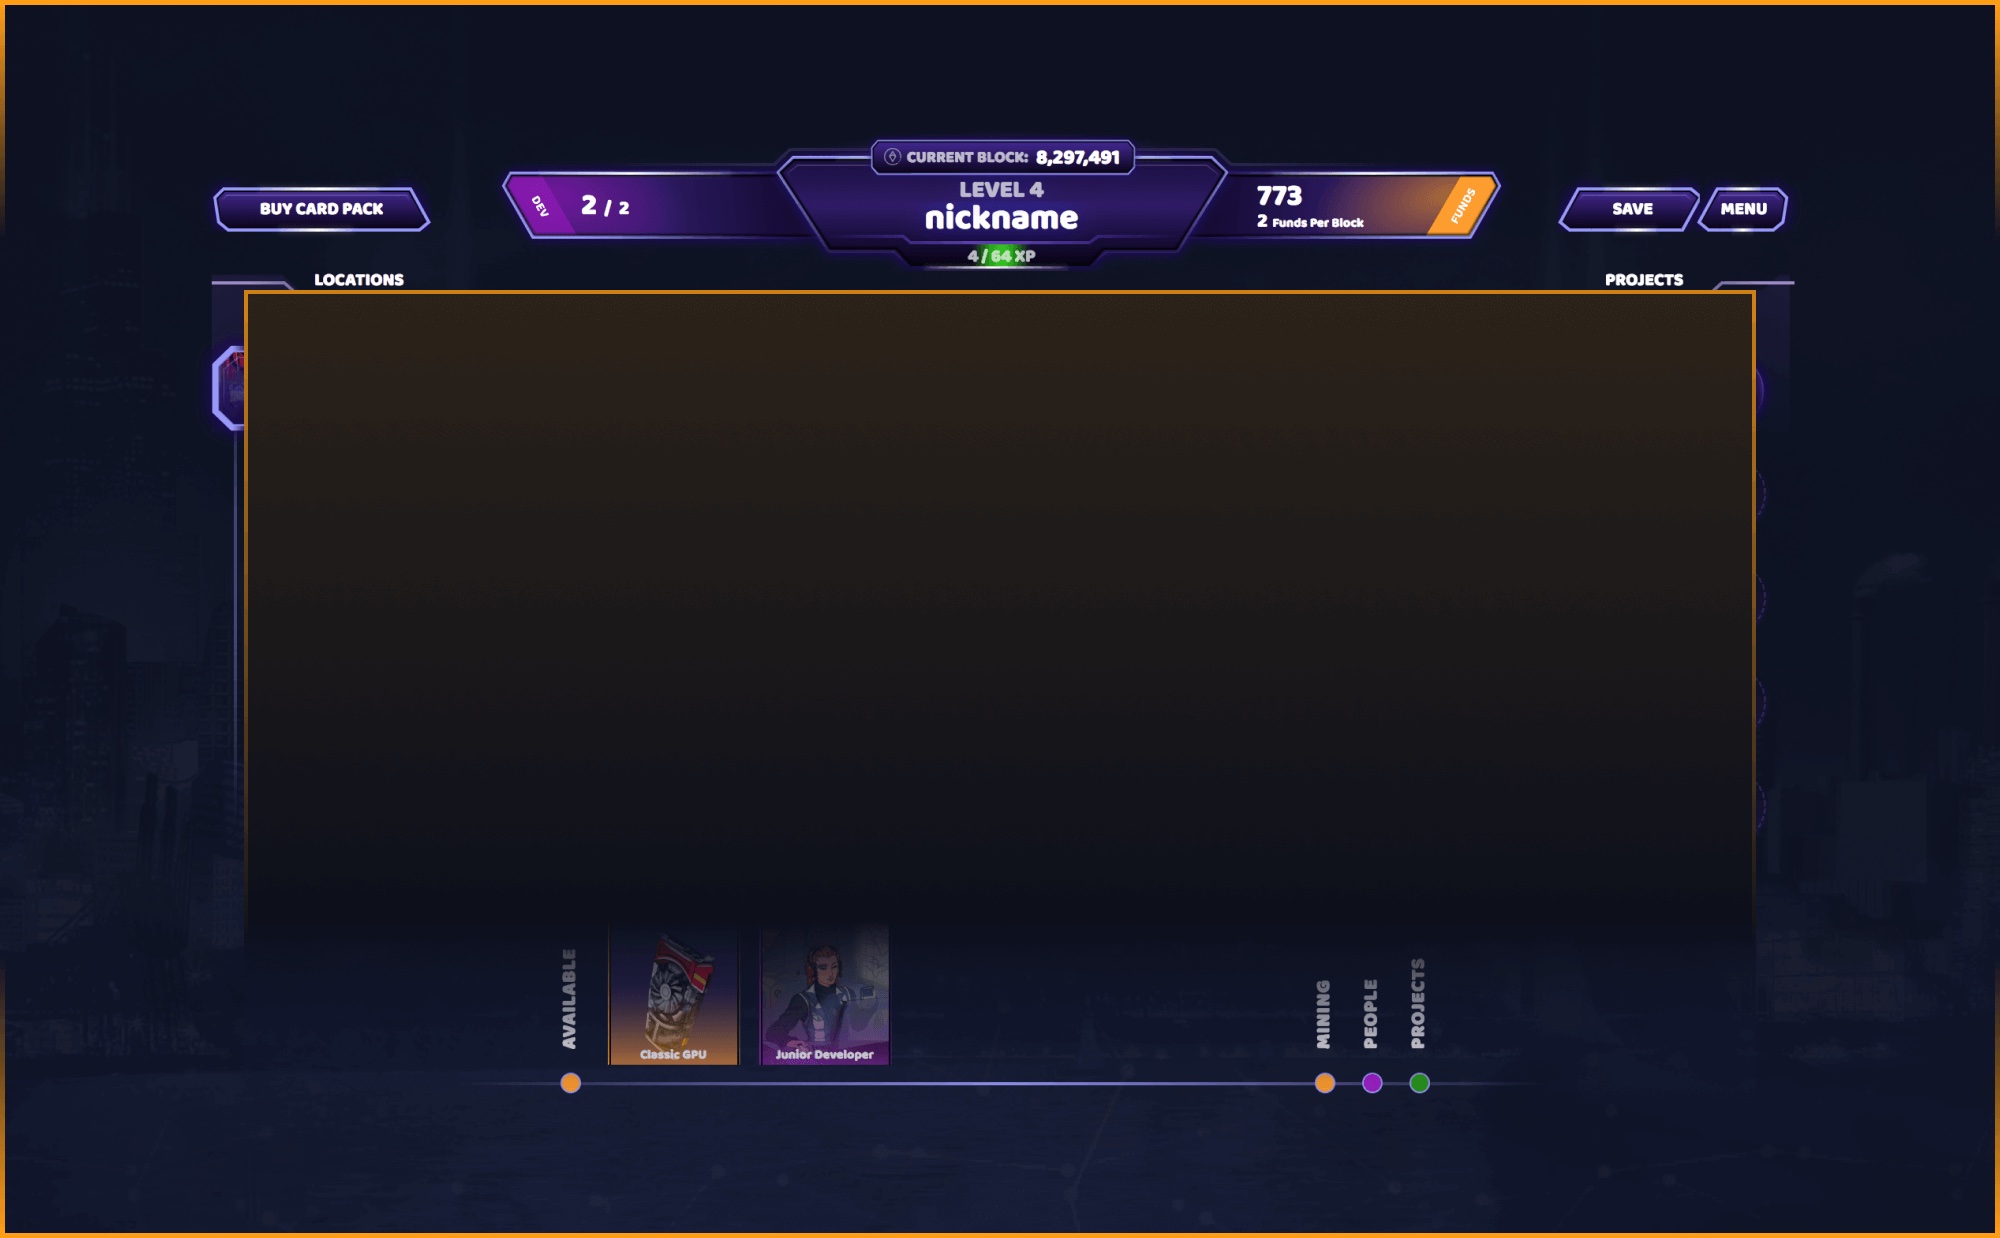 CURRENT BLOCK: 8,297,491
BUY CARD PACK
DEV
2 / 2
LEVEL 4
nickname
4 / 64 XP
773
2 Funds Per Block
FUNDS
SAVE
MENU
LOCATIONS
PROJECTS
AVAILABLE
Classic GPU
Junior Developer
MINING
PEOPLE
PROJECTS